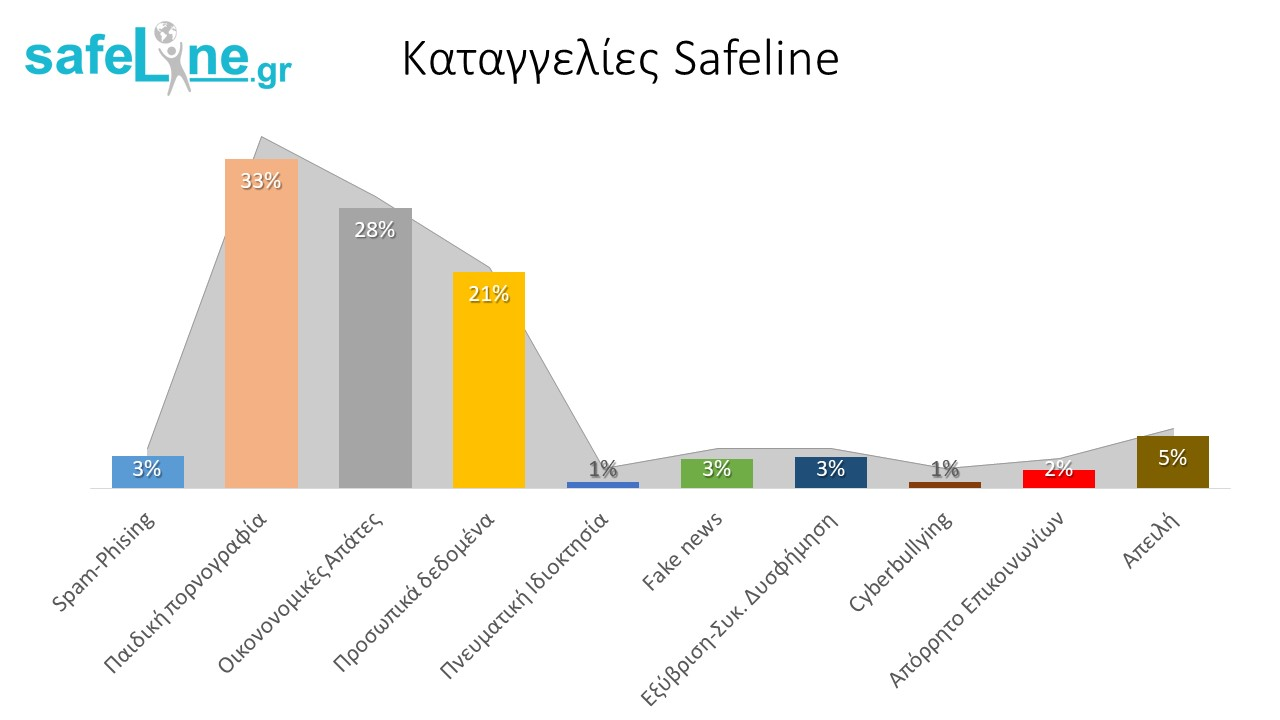 safeLine.gr
Καταγγελίες Safeline
33%
28%
21%
3%
1%
3%
3%
1%
2%
5%
Spam-Phising
Παιδική πορνογραφία
Οικονονομικές Απάτες
Προσωπικά δεδομένα
Πνευματική Ιδιοκτησία
Fake news
Εξύβριση-Συκ. Δυσφήμηση
Cyberbullying
Απόρρητο Επικοινωνίων
Απειλή